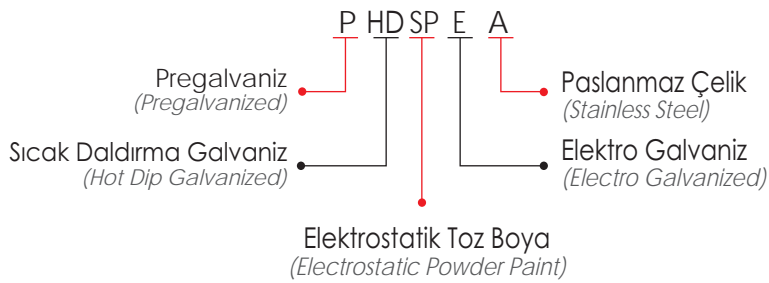 P HD SP E A
Pregalvaniz
(Pregalvanized)
Paslanmaz Çelik
(Stainless Steel)
Sıcak Daldırma Galvaniz
(Hot Dip Galvanized)
Elektro Galvaniz
(Electro Galvanized)
Elektrostatik Toz Boya
(Electrostatic Powder Paint)